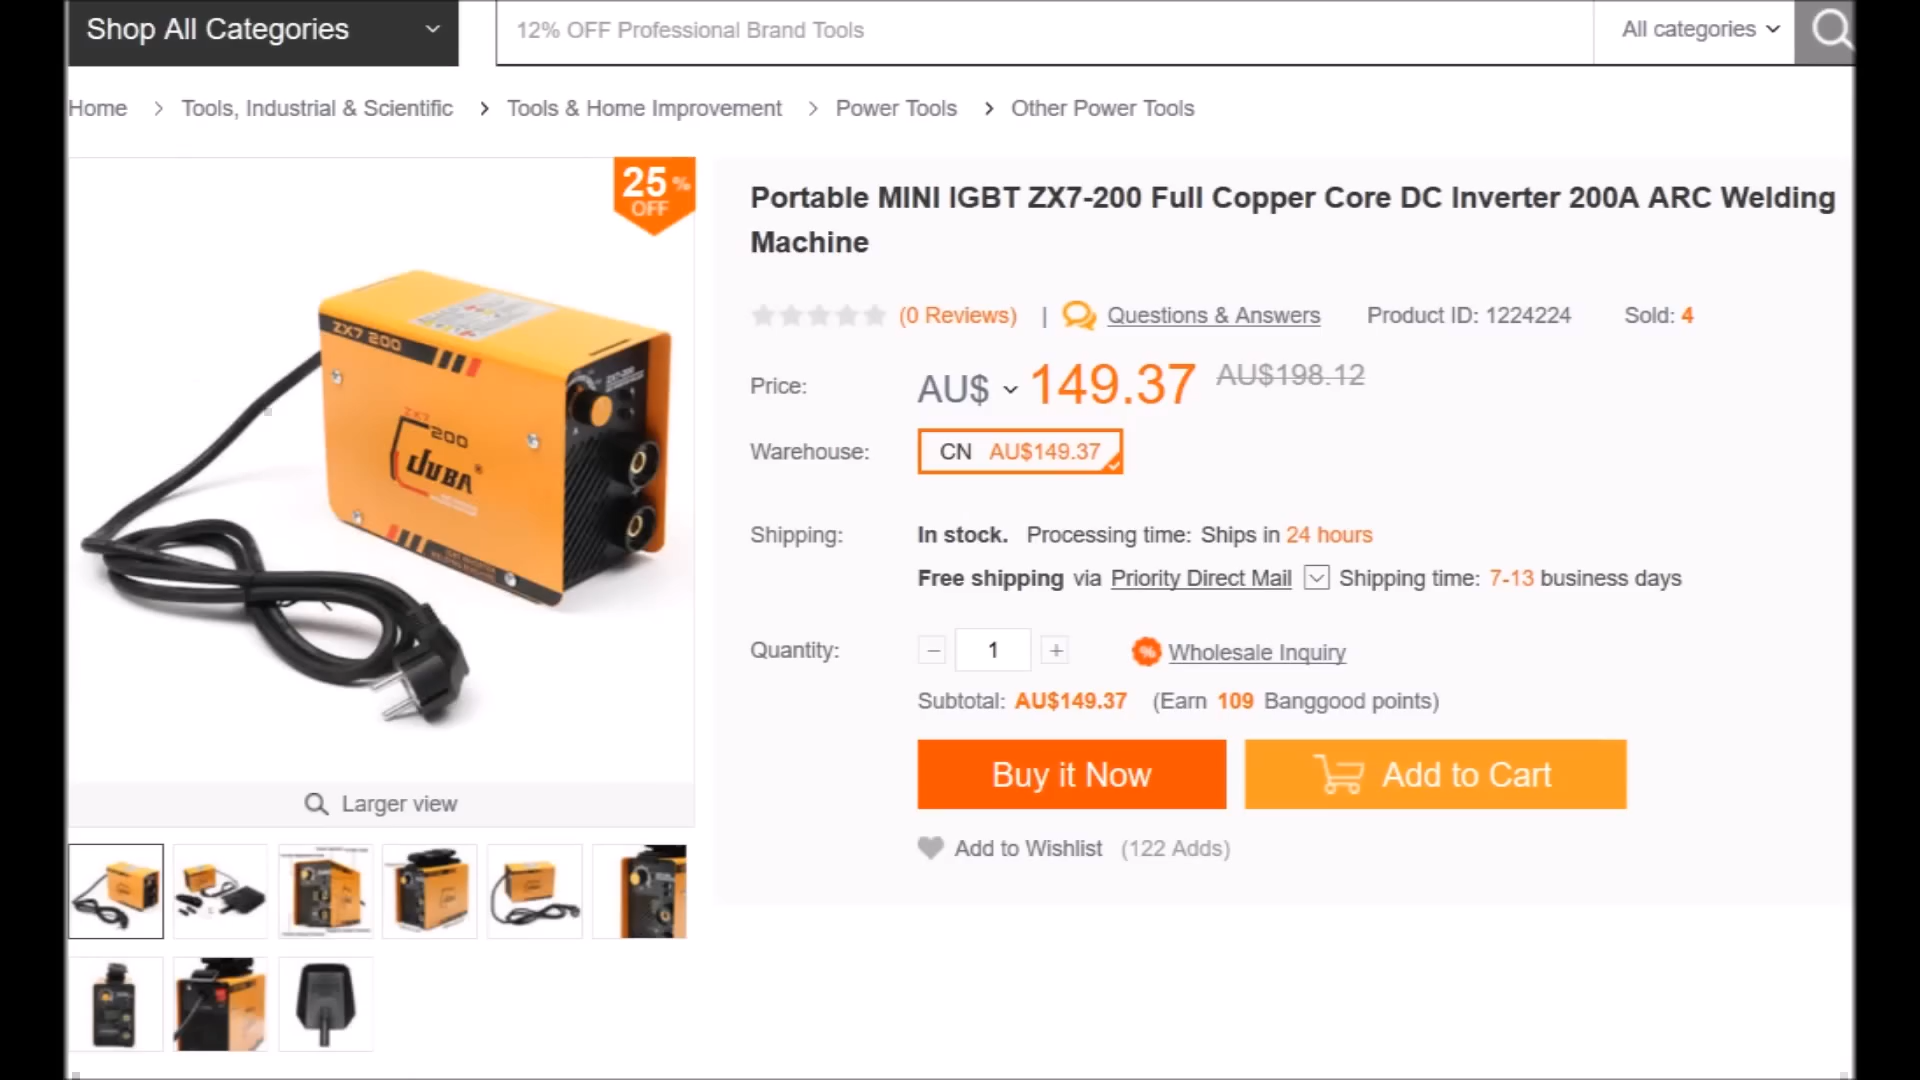 Shop All Categories
12% OFF Professional Brand Tools
All categories
Home > Tools, Industrial & Scientific > Tools & Home Improvement > Power Tools > Other Power Tools
25% OFF
Portable MINI IGBT ZX7-200 Full Copper Core DC Inverter 200A ARC Welding
Machine
(0 Reviews) | Questions & Answers Product ID: 1224224 Sold: 4
Price: AU$ 149.37 AU$198.12
Warehouse: CN AU$149.37
Shipping: In stock. Processing time: Ships in 24 hours
Free shipping via Priority Direct Mail Shipping time: 7-13 business days
Quantity: − 1 + % Wholesale Inquiry
Subtotal: AU$149.37 (Earn 109 Banggood points)
Buy it Now Add to Cart
Add to Wishlist (122 Adds)
ZX7 200
ZX7-200
ZX7
200
JUBA®
Larger view